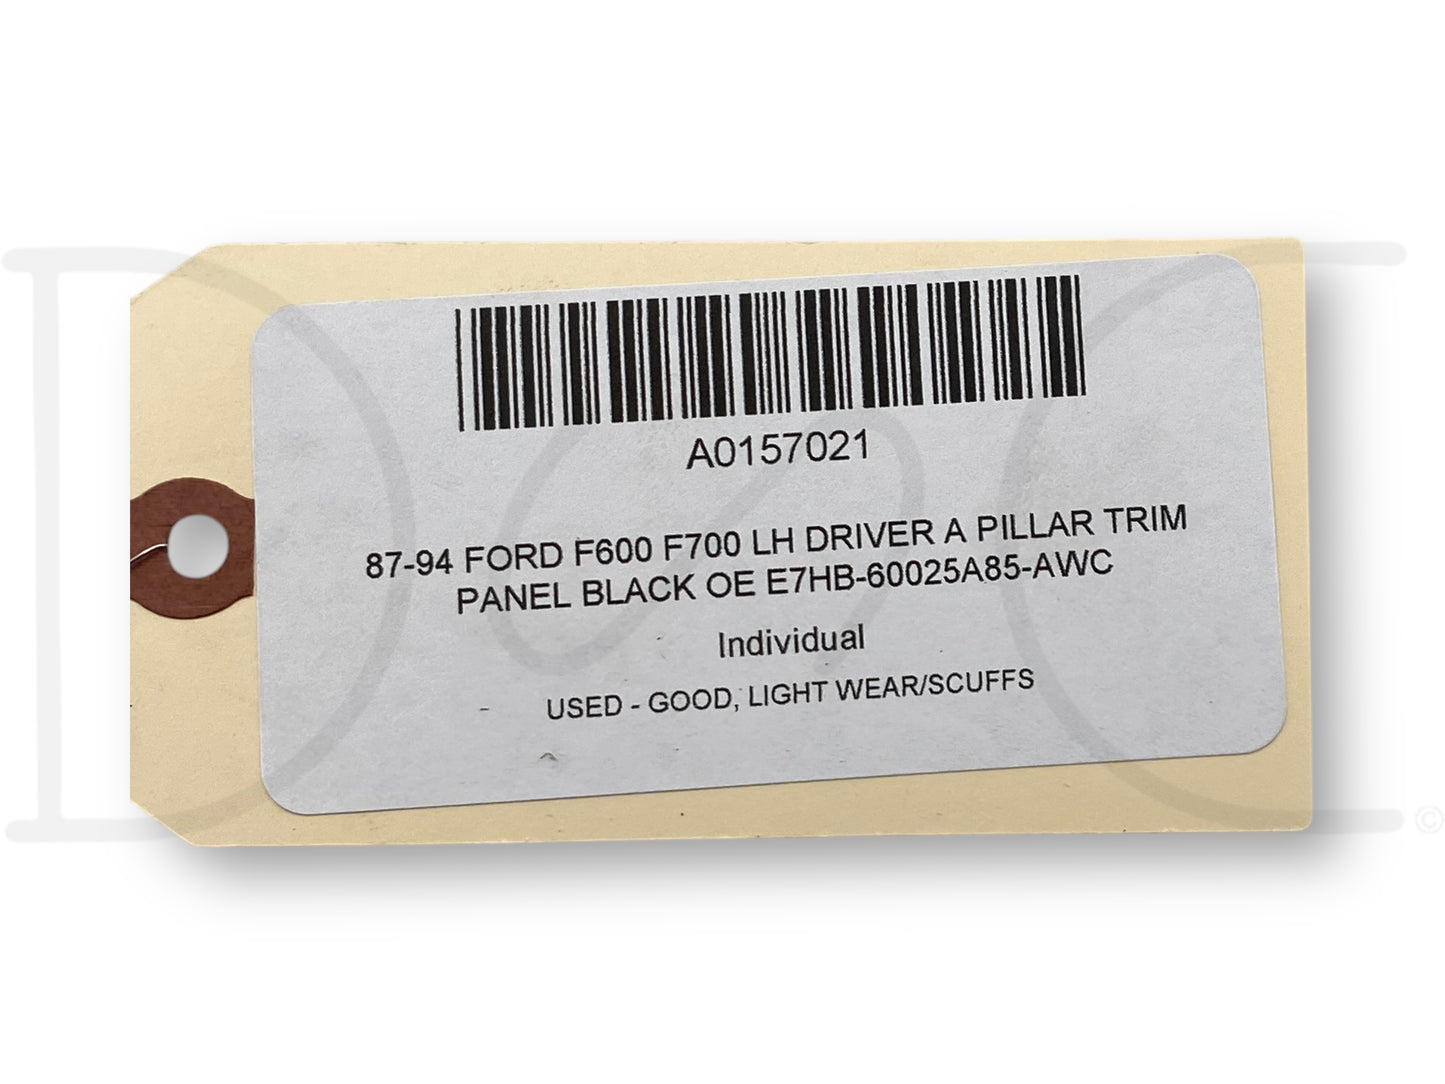 A0157021
87-94 FORD F600 F700 LH DRIVER A PILLAR TRIM
PANEL BLACK OE E7HB-60025A85-AWC
Individual
USED - GOOD, LIGHT WEAR/SCUFFS
©